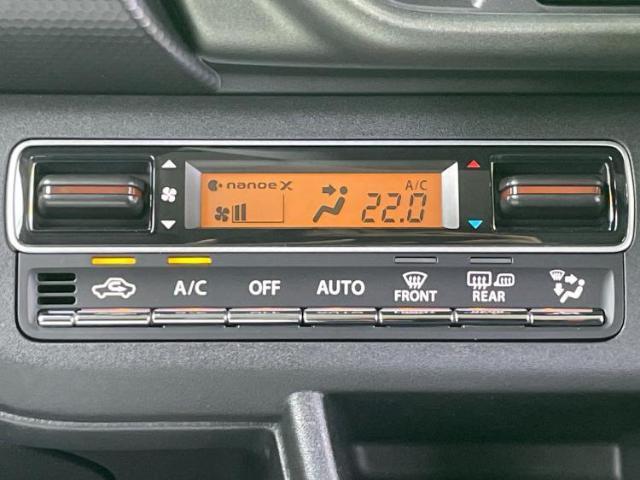 nanoe X
A/C
22.0
A/C OFF AUTO FRONT REAR